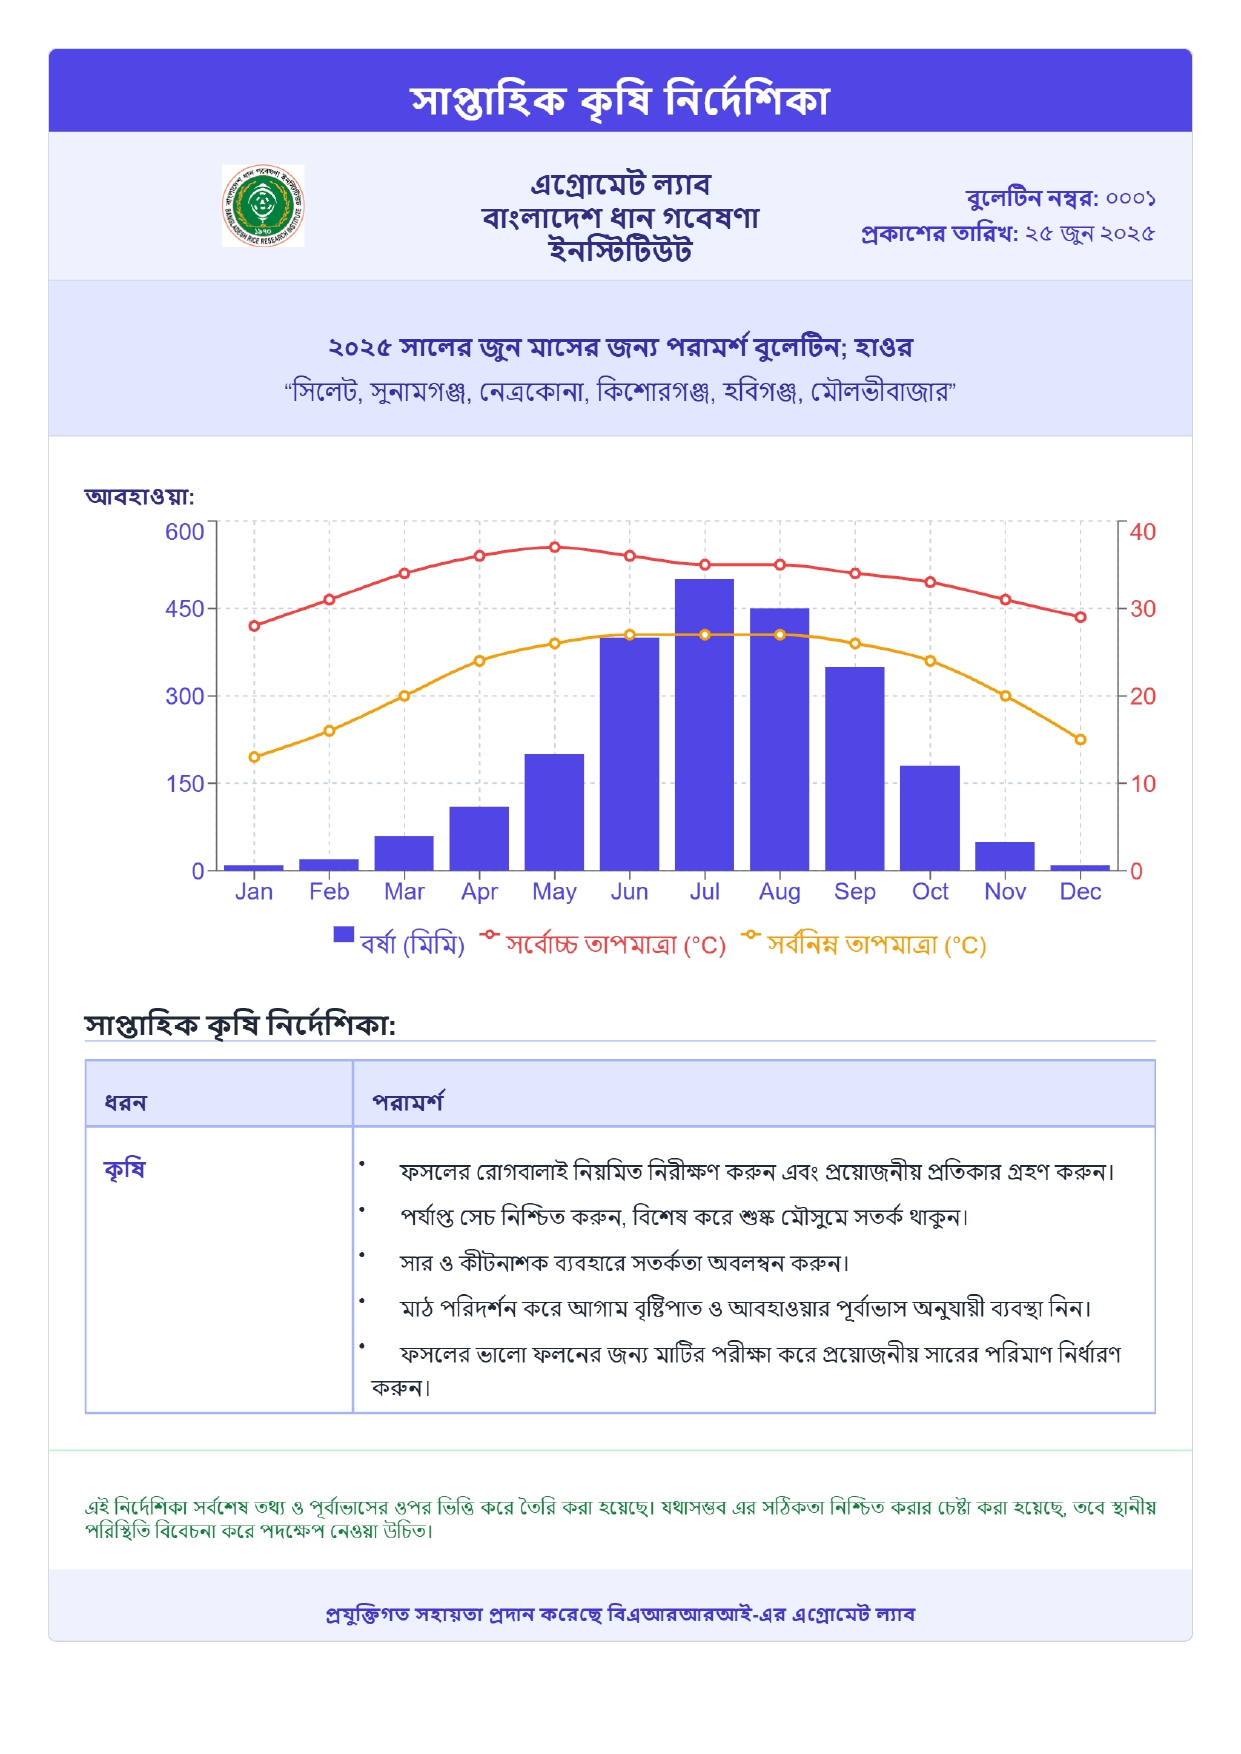 সাপ্তাহিক কৃষি নির্দেশিকা
বাংলাদেশ ধান গবেষণা ইনস্টিটিউট
১৯৭০
BANGLADESH RICE RESEARCH INSTITUTE
এগ্রোমেট ল্যাব
বাংলাদেশ ধান গবেষণা
ইনস্টিটিউট
বুলেটিন নম্বর: ০০০১
প্রকাশের তারিখ: ২৫ জুন ২০২৫
২০২৫ সালের জুন মাসের জন্য পরামর্শ বুলেটিন; হাওর
“সিলেট, সুনামগঞ্জ, নেত্রকোনা, কিশোরগঞ্জ, হবিগঞ্জ, মৌলভীবাজার”
আবহাওয়া:
600 40
450 30
300 20
150 10
0 0
Jan Feb Mar Apr May Jun Jul Aug Sep Oct Nov Dec
বর্ষা (মিমি) সর্বোচ্চ তাপমাত্রা (°C) সর্বনিম্ন তাপমাত্রা (°C)
সাপ্তাহিক কৃষি নির্দেশিকা:
ধরন পরামর্শ
কৃষি
• ফসলের রোগবালাই নিয়মিত নিরীক্ষণ করুন এবং প্রয়োজনীয় প্রতিকার গ্রহণ করুন।
• পর্যাপ্ত সেচ নিশ্চিত করুন, বিশেষ করে শুষ্ক মৌসুমে সতর্ক থাকুন।
• সার ও কীটনাশক ব্যবহারে সতর্কতা অবলম্বন করুন।
• মাঠ পরিদর্শন করে আগাম বৃষ্টিপাত ও আবহাওয়ার পূর্বাভাস অনুযায়ী ব্যবস্থা নিন।
• ফসলের ভালো ফলনের জন্য মাটির পরীক্ষা করে প্রয়োজনীয় সারের পরিমাণ নির্ধারণ
করুন।
এই নির্দেশিকা সর্বশেষ তথ্য ও পূর্বাভাসের ওপর ভিত্তি করে তৈরি করা হয়েছে। যথাসম্ভব এর সঠিকতা নিশ্চিত করার চেষ্টা করা হয়েছে, তবে স্থানীয়
পরিস্থিতি বিবেচনা করে পদক্ষেপ নেওয়া উচিত।
প্রযুক্তিগত সহায়তা প্রদান করেছে বিএআরআরআই-এর এগ্রোমেট ল্যাব